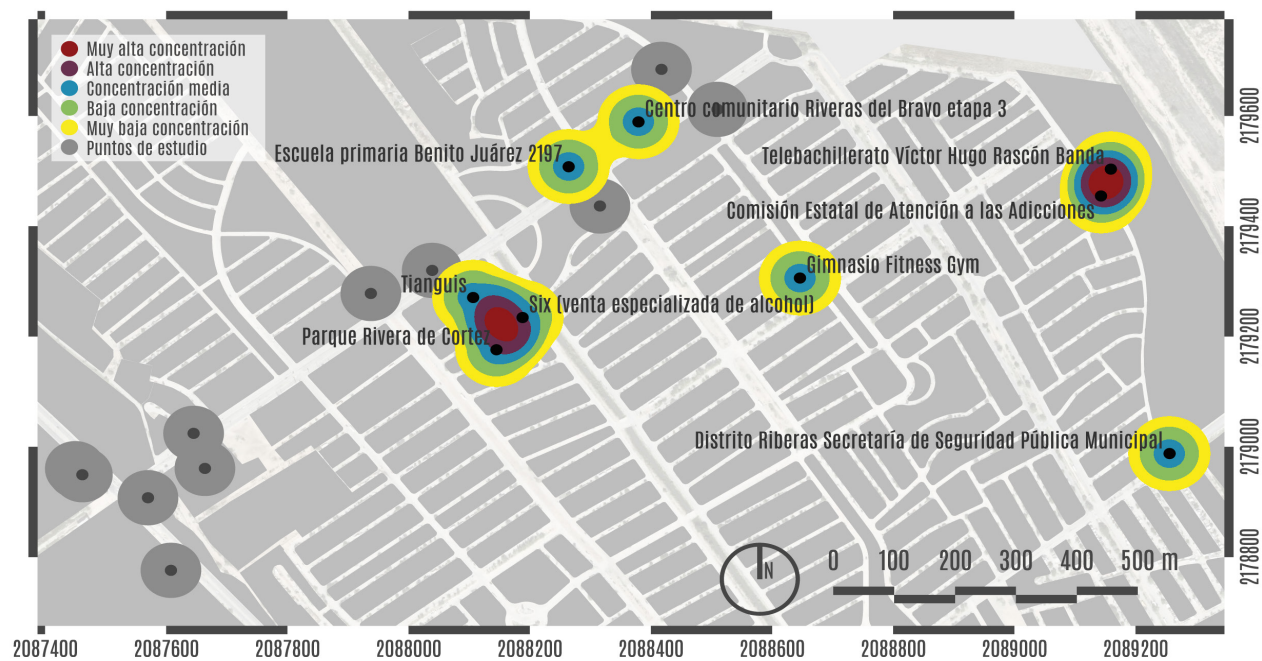 Muy alta concentración
Alta concentración
Concentración media
Baja concentración
Muy baja concentración
Puntos de estudio
Centro comunitario Riveras del Bravo etapa 3
Escuela primaria Benito Juárez 2197
Telebachillerato Víctor Hugo Rascón Banda
Comisión Estatal de Atención a las Adicciones
Gimnasio Fitness Gym
Tianguis
Six (venta especializada de alcohol)
Parque Rivera de Cortez
Distrito Riberas Secretaría de Seguridad Pública Municipal
N
0 100 200 300 400 500 m
2179600
2179400
2179200
2179000
2178800
2087400 2087600 2087800 2088000 2088200 2088400 2088600 2088800 2089000 2089200